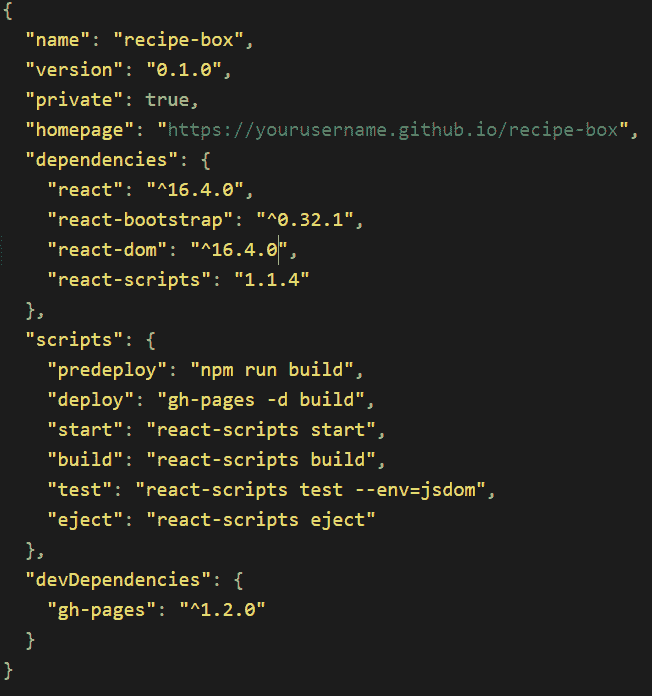 {
"name": "recipe-box",
"version": "0.1.0",
"private": true,
"homepage": "https://yourusername.github.io/recipe-box",
"dependencies": {
"react": "^16.4.0",
"react-bootstrap": "^0.32.1",
"react-dom": "^16.4.0",
"react-scripts": "1.1.4"
},
"scripts": {
"predeploy": "npm run build",
"deploy": "gh-pages -d build",
"start": "react-scripts start",
"build": "react-scripts build",
"test": "react-scripts test --env=jsdom",
"eject": "react-scripts eject"
},
"devDependencies": {
"gh-pages": "^1.2.0"
}
}